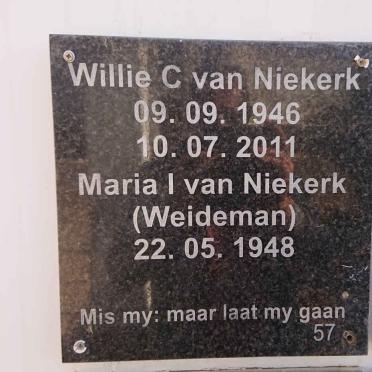 Willie C van Niekerk
09. 09. 1946
10. 07. 2011
Maria I van Niekerk
(Weideman)
22. 05. 1948
Mis my: maar laat my gaan
57